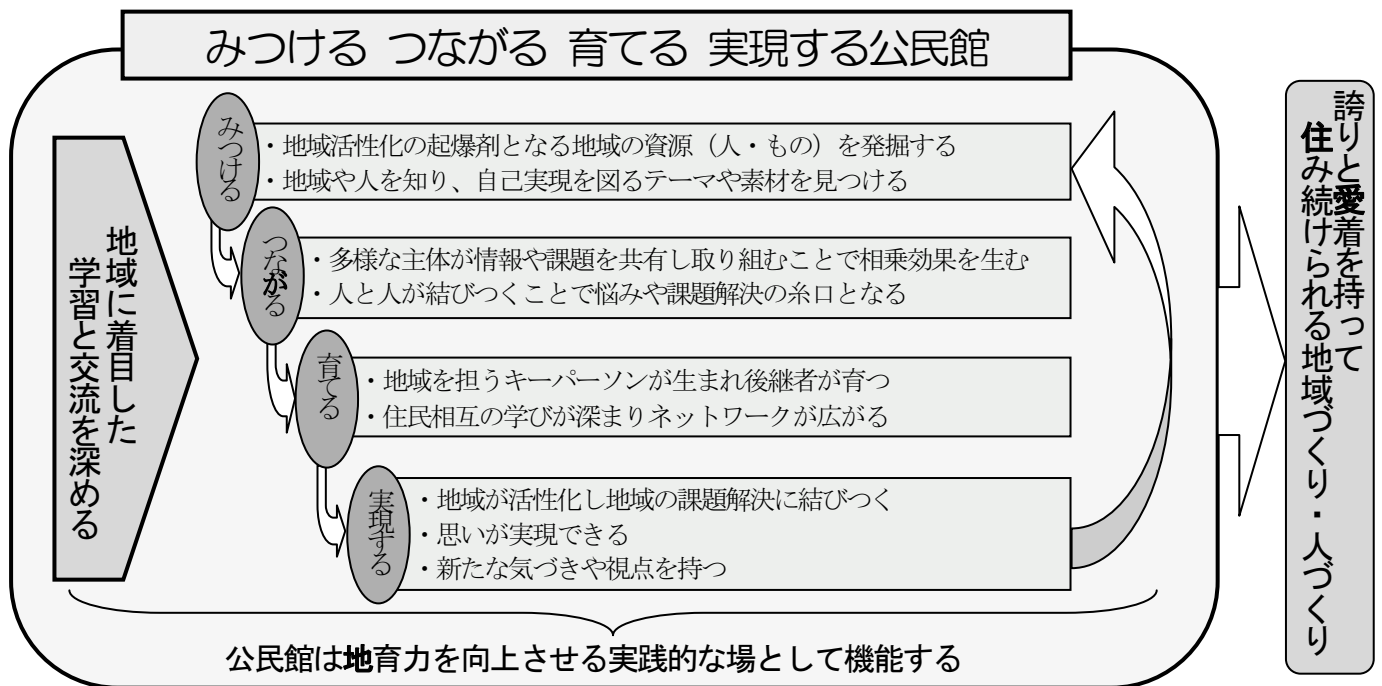 みつける つながる 育てる 実現する公民館
地域に着目した
学習と交流を深める
みつける
・地域活性化の起爆剤となる地域の資源（人・もの）を発掘する
・地域や人を知り、自己実現を図るテーマや素材を見つける
つながる
・多様な主体が情報や課題を共有し取り組むことで相乗効果を生む
・人と人が結びつくことで悩みや課題解決の糸口となる
育てる
・地域を担うキーパーソンが生まれ後継者が育つ
・住民相互の学びが深まりネットワークが広がる
実現する
・地域が活性化し地域の課題解決に結びつく
・思いが実現できる
・新たな気づきや視点を持つ
公民館は地育力を向上させる実践的な場として機能する
誇りと愛着を持って
住み続けられる地域づくり・人づくり